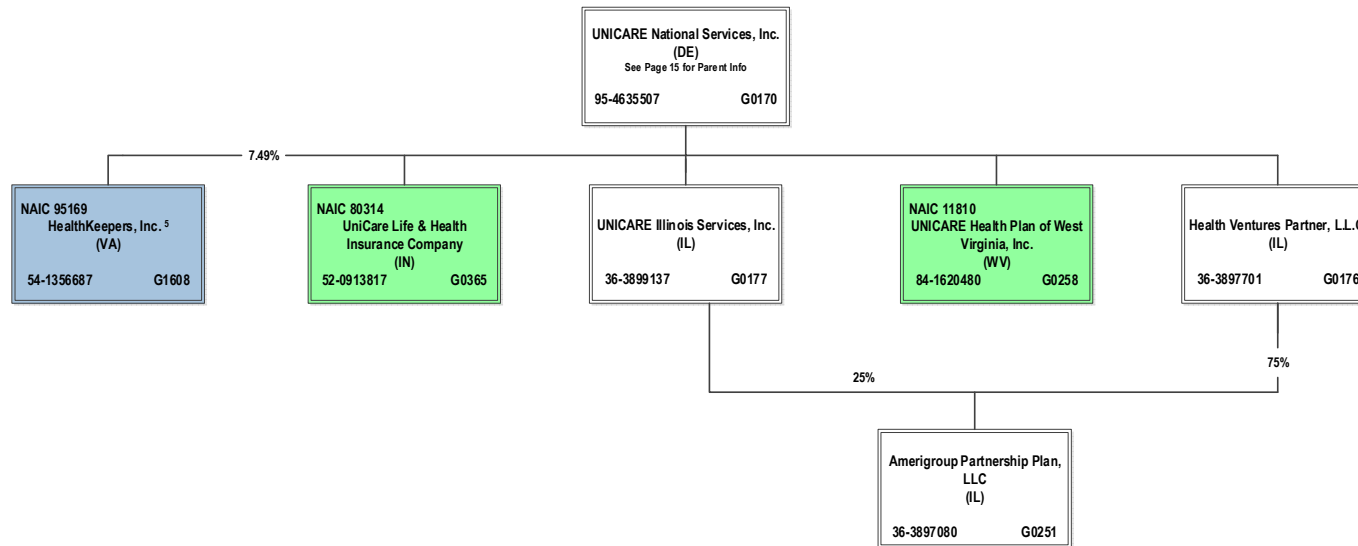 UNICARE National Services, Inc.
(DE)
See Page 15 for Parent Info
95-4635507 G0170
7.49%
NAIC 95169
HealthKeepers, Inc. 5
(VA)
54-1356687 G1608
NAIC 80314
UniCare Life & Health
Insurance Company
(IN)
52-0913817 G0365
UNICARE Illinois Services, Inc.
(IL)
36-3899137 G0177
NAIC 11810
UNICARE Health Plan of West
Virginia, Inc.
(WV)
84-1620480 G0258
Health Ventures Partner, L.L.C
(IL)
36-3897701 G0176
25%
75%
Amerigroup Partnership Plan,
LLC
(IL)
36-3897080 G0251